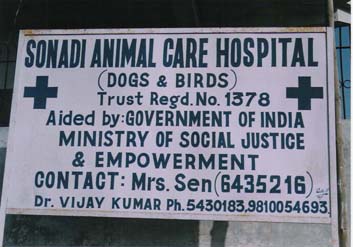 SONADI ANIMAL CARE HOSPITAL
(DOGS & BIRDS)
Trust Regd. No. 1378
Aided by: GOVERNMENT OF INDIA
MINISTRY OF SOCIAL JUSTICE
& EMPOWERMENT
CONTACT: Mrs. Sen (6435216)
Dr. VIJAY KUMAR Ph. 5430183, 9810054693.